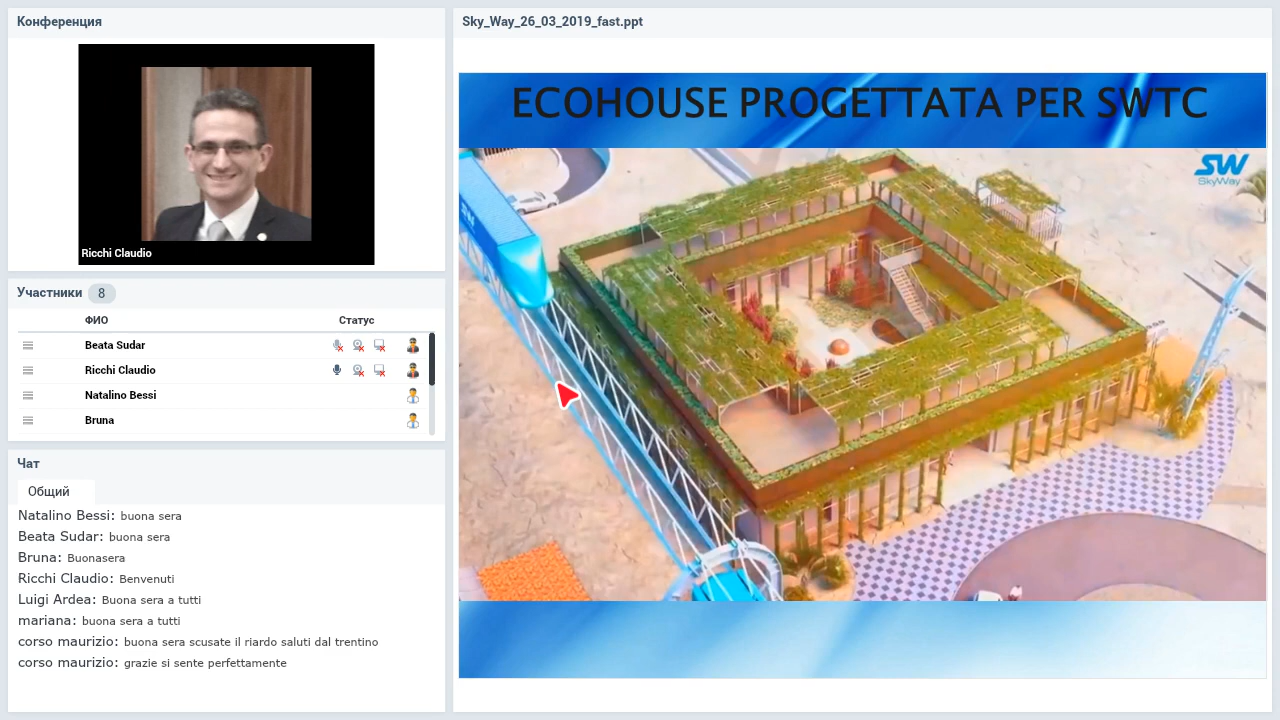 Конференция
Ricchi Claudio
Участники 8
ФИО Статус
Beata Sudar
Ricchi Claudio
Natalino Bessi
Bruna
Чат
Общий
Natalino Bessi: buona sera
Beata Sudar: buona sera
Bruna: Buonasera
Ricchi Claudio: Benvenuti
Luigi Ardea: Buona sera a tutti
mariana: buona sera a tutti
corso maurizio: buona sera scusate il riardo saluti dal trentino
corso maurizio: grazie si sente perfettamente
Sky_Way_26_03_2019_fast.ppt
ECOHOUSE PROGETTATA PER SWTC
SW
SkyWay